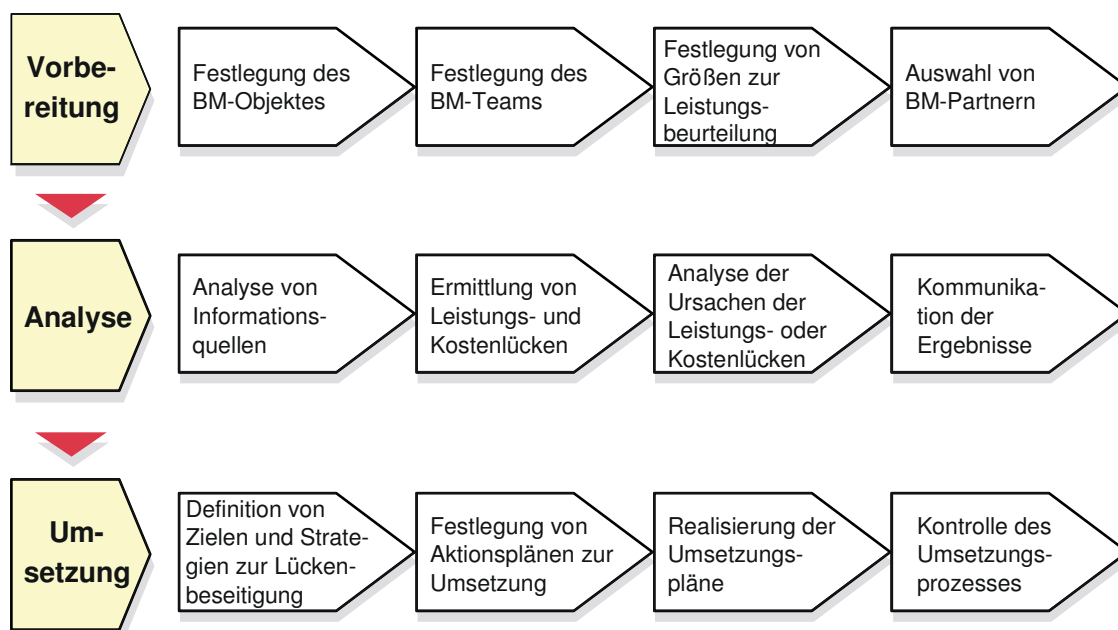 Vorbe-
reitung
Festlegung des
BM-Objektes
Festlegung des
BM-Teams
Festlegung von
Größen zur
Leistungs-
beurteilung
Auswahl von
BM-Partnern
Analyse
Analyse von
Informations-
quellen
Ermittlung von
Leistungs- und
Kostenlücken
Analyse der
Ursachen der
Leistungs- oder
Kostenlücken
Kommunika-
tion der
Ergebnisse
Um-
setzung
Definition von
Zielen und Strate-
gien zur Lücken-
beseitigung
Festlegung von
Aktionsplänen zur
Umsetzung
Realisierung der
Umsetzungs-
pläne
Kontrolle des
Umsetzungs-
prozesses